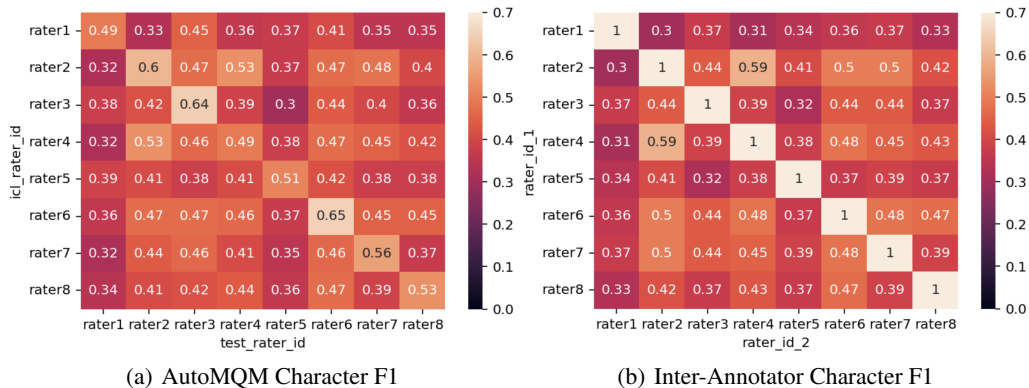 rater1 0.49 0.33 0.45 0.36 0.37 0.41 0.35 0.35
rater2 0.32 0.6 0.47 0.53 0.37 0.47 0.48 0.4
rater3 0.38 0.42 0.64 0.39 0.3 0.44 0.4 0.36
rater4 0.32 0.53 0.46 0.49 0.38 0.47 0.45 0.42
rater5 0.39 0.41 0.38 0.41 0.51 0.42 0.38 0.38
rater6 0.36 0.47 0.47 0.46 0.37 0.65 0.45 0.45
rater7 0.32 0.44 0.46 0.41 0.35 0.46 0.56 0.37
rater8 0.34 0.41 0.42 0.44 0.36 0.47 0.39 0.53
rater1 rater2 rater3 rater4 rater5 rater6 rater7 rater8
test_rater_id
icl_rater_id
0.7
0.6
0.5
0.4
0.3
0.2
0.1
0.0
(a) AutoMQM Character F1
rater1 1 0.3 0.37 0.31 0.34 0.36 0.37 0.33
rater2 0.3 1 0.44 0.59 0.41 0.5 0.5 0.42
rater3 0.37 0.44 1 0.39 0.32 0.44 0.44 0.37
rater4 0.31 0.59 0.39 1 0.38 0.48 0.45 0.43
rater5 0.34 0.41 0.32 0.38 1 0.37 0.39 0.37
rater6 0.36 0.5 0.44 0.48 0.37 1 0.48 0.47
rater7 0.37 0.5 0.44 0.45 0.39 0.48 1 0.39
rater8 0.33 0.42 0.37 0.43 0.37 0.47 0.39 1
rater1 rater2 rater3 rater4 rater5 rater6 rater7 rater8
rater_id_2
rater_id_1
0.7
0.6
0.5
0.4
0.3
0.2
0.1
0.0
(b) Inter-Annotator Character F1